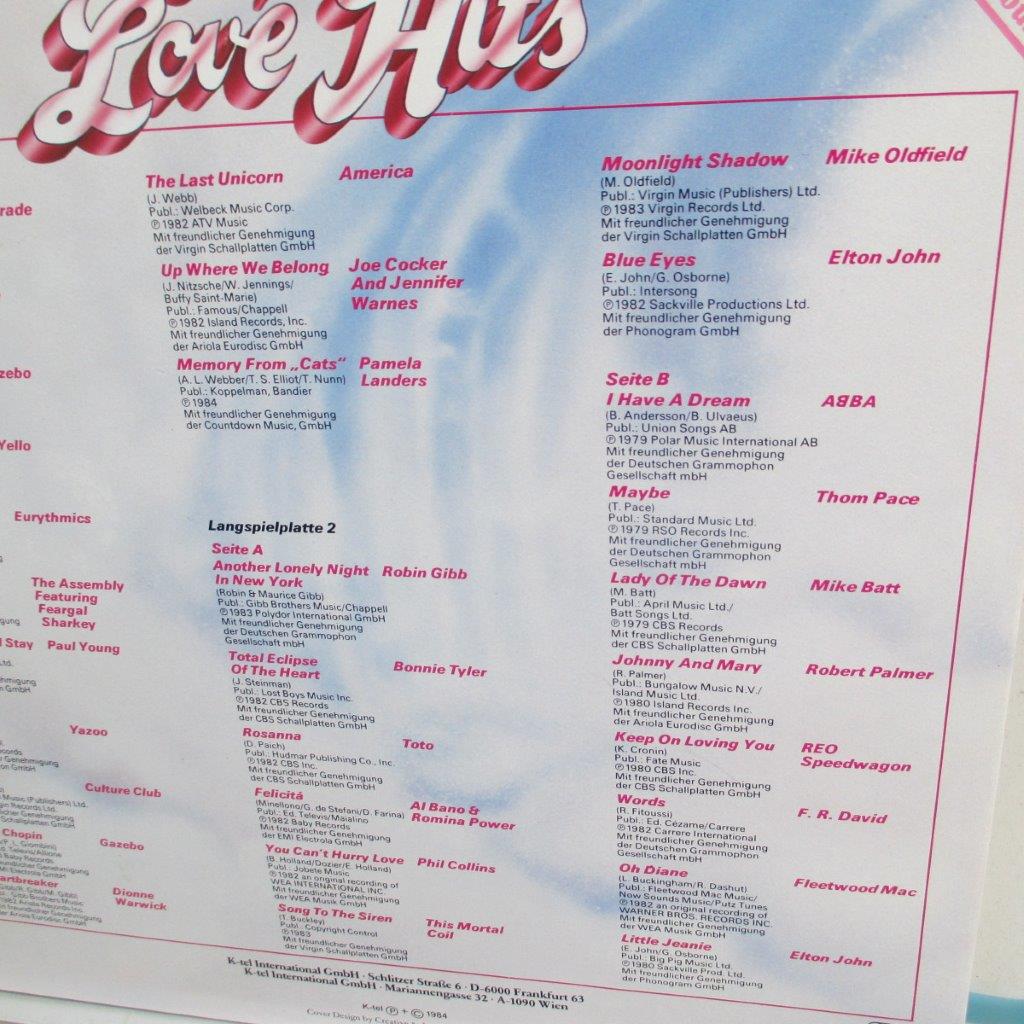 Love Hits
rade
zebo
Yello
Eurythmics
The Assembly
Featuring
Feargal
Sharkey
Stay Paul Young
Yazoo
Culture Club
Chopin Gazebo
artbreaker Dionne
Warwick
The Last Unicorn America
(J. Webb)
Publ.: Welbeck Music Corp.
℗ 1982 ATV Music
Mit freundlicher Genehmigung
der Virgin Schallplatten GmbH
Up Where We Belong Joe Cocker
And Jennifer
Warnes
(J. Nitzsche/W. Jennings/
Buffy Saint-Marie)
Publ.: Famous/Chappell
℗ 1982 Island Records, Inc.
Mit freundlicher Genehmigung
der Ariola Eurodisc GmbH
Memory From „Cats“ Pamela
Landers
(A. L. Webber/T. S. Elliot/T. Nunn)
Publ.: Koppelman, Bandier
℗ 1984
Mit freundlicher Genehmigung
der Countdown Music, GmbH
Langspielplatte 2
Seite A
Another Lonely Night Robin Gibb
In New York
(Robin & Maurice Gibb)
Publ.: Gibb Brothers Music/Chappell
℗ 1983 Polydor International GmbH
Mit freundlicher Genehmigung
der Deutschen Grammophon
Gesellschaft mbH
Total Eclipse Bonnie Tyler
Of The Heart
(J. Steinman)
Publ.: Lost Boys Music Inc.
℗ 1982 CBS Records
Mit freundlicher Genehmigung
der CBS Schallplatten GmbH
Rosanna Toto
(D. Paich)
Publ.: Hudmar Publishing Co., Inc.
℗ 1982 CBS Inc.
Mit freundlicher Genehmigung
der CBS Schallplatten GmbH
Felicitá Al Bano &
Romina Power
(Minellono/G. de Stefani/D. Farina)
Publ.: Ed. Televis/Maialino
℗ 1982 Baby Records
Mit freundlicher Genehmigung
der EMI Electrola GmbH
You Can't Hurry Love Phil Collins
(B. Holland/Dozier/E. Holland)
Publ.: Jobete Music
℗ 1982 an original recording of
WEA INTERNATIONAL INC.
Mit freundlicher Genehmigung
der WEA Musik GmbH
Song To The Siren This Mortal
Coil
(T. Buckley)
Publ.: Copyright Control
℗ 1983
Mit freundlicher Genehmigung
der Virgin Schallplatten GmbH
Moonlight Shadow Mike Oldfield
(M. Oldfield)
Publ.: Virgin Music (Publishers) Ltd.
℗ 1983 Virgin Records Ltd.
Mit freundlicher Genehmigung
der Virgin Schallplatten GmbH
Blue Eyes Elton John
(E. John/G. Osborne)
Publ.: Intersong
℗ 1982 Sackville Productions Ltd.
Mit freundlicher Genehmigung
der Phonogram GmbH
Seite B
I Have A Dream ABBA
(B. Andersson/B. Ulvaeus)
Publ.: Union Songs AB
℗ 1979 Polar Music International AB
Mit freundlicher Genehmigung
der Deutschen Grammophon
Gesellschaft mbH
Maybe Thom Pace
(T. Pace)
Publ.: Standard Music Ltd.
℗ 1979 RSO Records Inc.
Mit freundlicher Genehmigung
der Deutschen Grammophon
Gesellschaft mbH
Lady Of The Dawn Mike Batt
(M. Batt)
Publ.: April Music Ltd./
Batt Songs Ltd.
℗ 1979 CBS Records
Mit freundlicher Genehmigung
der CBS Schallplatten GmbH
Johnny And Mary Robert Palmer
(R. Palmer)
Publ.: Bungalow Music N.V./
Island Music Ltd.
℗ 1980 Island Records Inc.
Mit freundlicher Genehmigung
der Ariola Eurodisc GmbH
Keep On Loving You REO
Speedwagon
(K. Cronin)
Publ.: Fate Music
℗ 1980 CBS Inc.
Mit freundlicher Genehmigung
der CBS Schallplatten GmbH
Words F. R. David
(R. Fitoussi)
Publ.: Ed. Cézame/Carrere
℗ 1982 Carrere International
Mit freundlicher Genehmigung
der Deutschen Grammophon
Gesellschaft mbH
Oh Diane Fleetwood Mac
(L. Buckingham/R. Dashut)
Publ.: Fleetwood Mac Music/
Now Sounds Music/Putz Tunes
℗ 1982 an original recording of
WARNER BROS. RECORDS INC.
Mit freundlicher Genehmigung
der WEA Musik GmbH
Little Jeanie Elton John
(E. John/G. Osborne)
Publ.: Big Pig Music Ltd.
℗ 1980 Sackville Prod. Ltd.
Mit freundlicher Genehmigung
der Phonogram GmbH
K-tel International GmbH · Schlitzer Straße 6 · D-6000 Frankfurt 63
K-tel International GmbH · Mariannengasse 32 · A-1090 Wien
K-tel ℗ + © 1984
Cover Design by